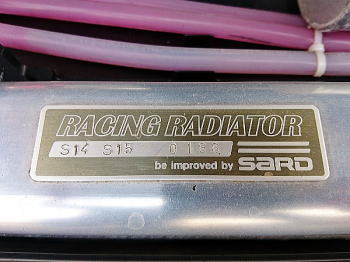 RACING RADIATOR
S14 S15
be improved by SARD